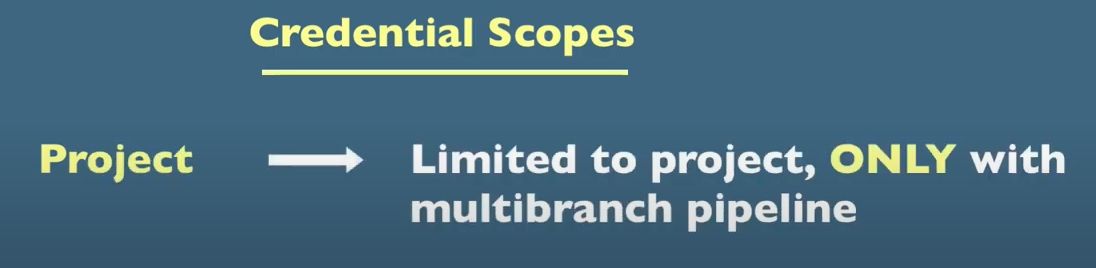 Credential Scopes
Project
Limited to project, ONLY with
multibranch pipeline